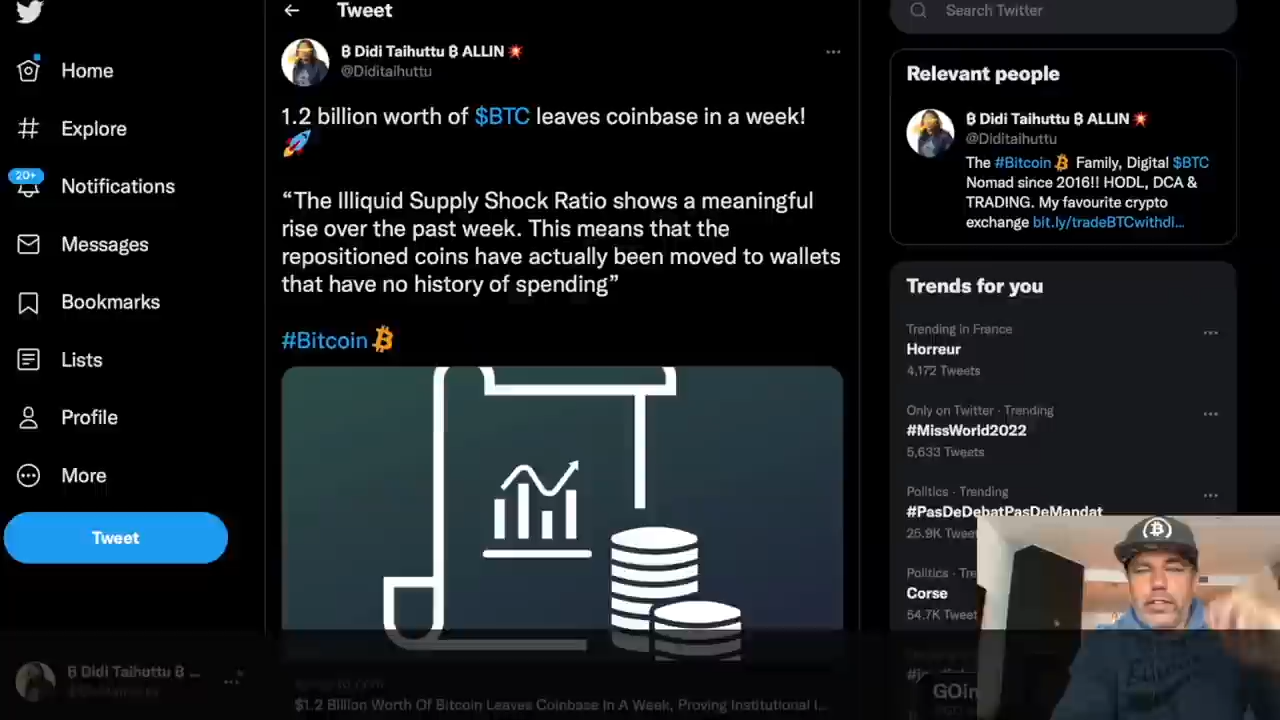 Tweet
Search Twitter
Home
Explore
20+
Notifications
Messages
Bookmarks
Lists
Profile
More
Tweet
₿ Didi Taihuttu ₿ ALLIN
@Diditaihuttu
1.2 billion worth of $BTC leaves coinbase in a week!
“The Illiquid Supply Shock Ratio shows a meaningful
rise over the past week. This means that the
repositioned coins have actually been moved to wallets
that have no history of spending”
#Bitcoin
$1.2 Billion Worth Of Bitcoin Leaves Coinbase In A Week, Proving Institutional I...
Relevant people
₿ Didi Taihuttu ₿ ALLIN
@Diditaihuttu
The #Bitcoin Family, Digital $BTC
Nomad since 2016!! HODL, DCA &
TRADING. My favourite crypto
exchange bit.ly/tradeBTCwithdi...
Trends for you
Trending in France
Horreur
4,172 Tweets
Only on Twitter · Trending
#MissWorld2022
5,633 Tweets
Politics · Trending
#PasDeDebatPasDeMandat
25.9K Twee
Politics · Tre
Corse
54.7K Tweet
GOin
₿ Didi Taihuttu ₿ ...